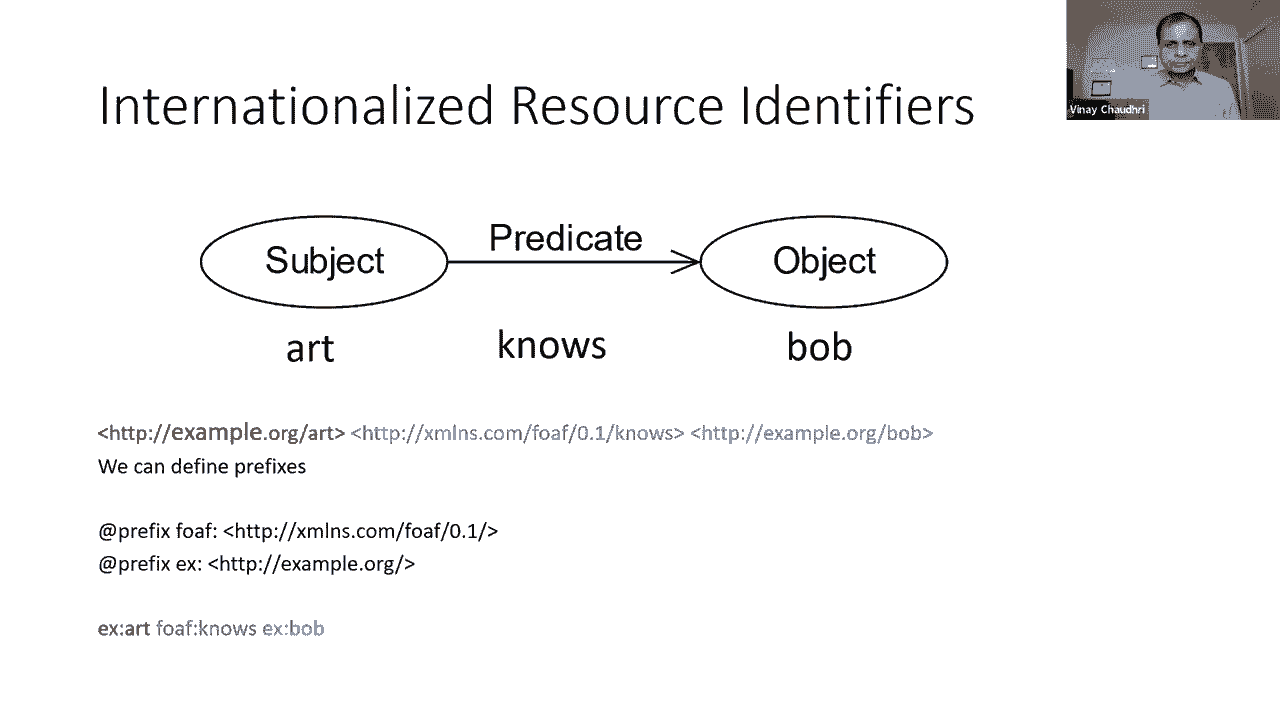 Internationalized Resource Identifiers
Vinay Chaudhri
Predicate
Subject
Object
art
knows
bob
<http://example.org/art> <http://xmlns.com/foaf/0.1/knows> <http://example.org/bob>
We can define prefixes
@prefix foaf: <http://xmlns.com/foaf/0.1/>
@prefix ex: <http://example.org/>
ex:art foaf:knows ex:bob